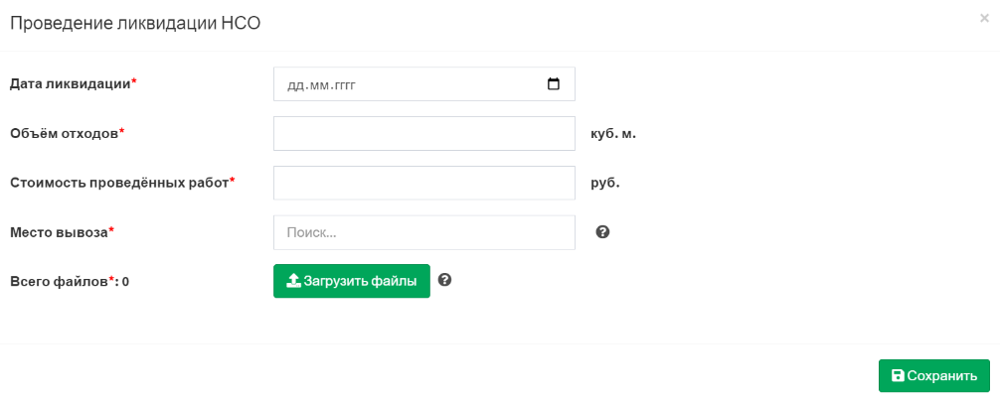 Проведение ликвидации НСО
×
Дата ликвидации*
дд.мм.гггг
Объём отходов*
куб. м.
Стоимость проведённых работ*
руб.
Место вывоза*
Поиск...
?
Всего файлов*: 0
Загрузить файлы
?
Сохранить